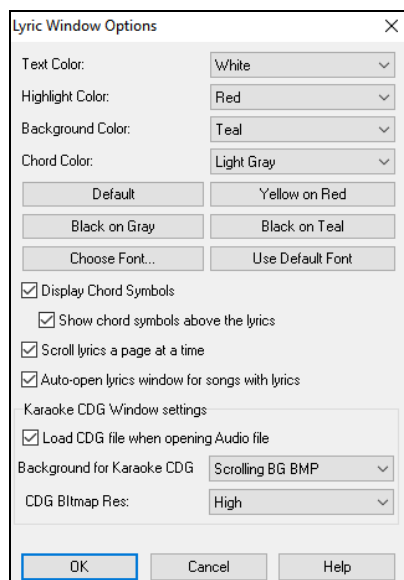 Lyric Window Options
Text Color: White
Highlight Color: Red
Background Color: Teal
Chord Color: Light Gray
Default Yellow on Red
Black on Gray Black on Teal
Choose Font... Use Default Font
Display Chord Symbols
Show chord symbols above the lyrics
Scroll lyrics a page at a time
Auto-open lyrics window for songs with lyrics
Karaoke CDG Window settings
Load CDG file when opening Audio file
Background for Karaoke CDG Scrolling BG BMP
CDG BItmap Res: High
OK Cancel Help